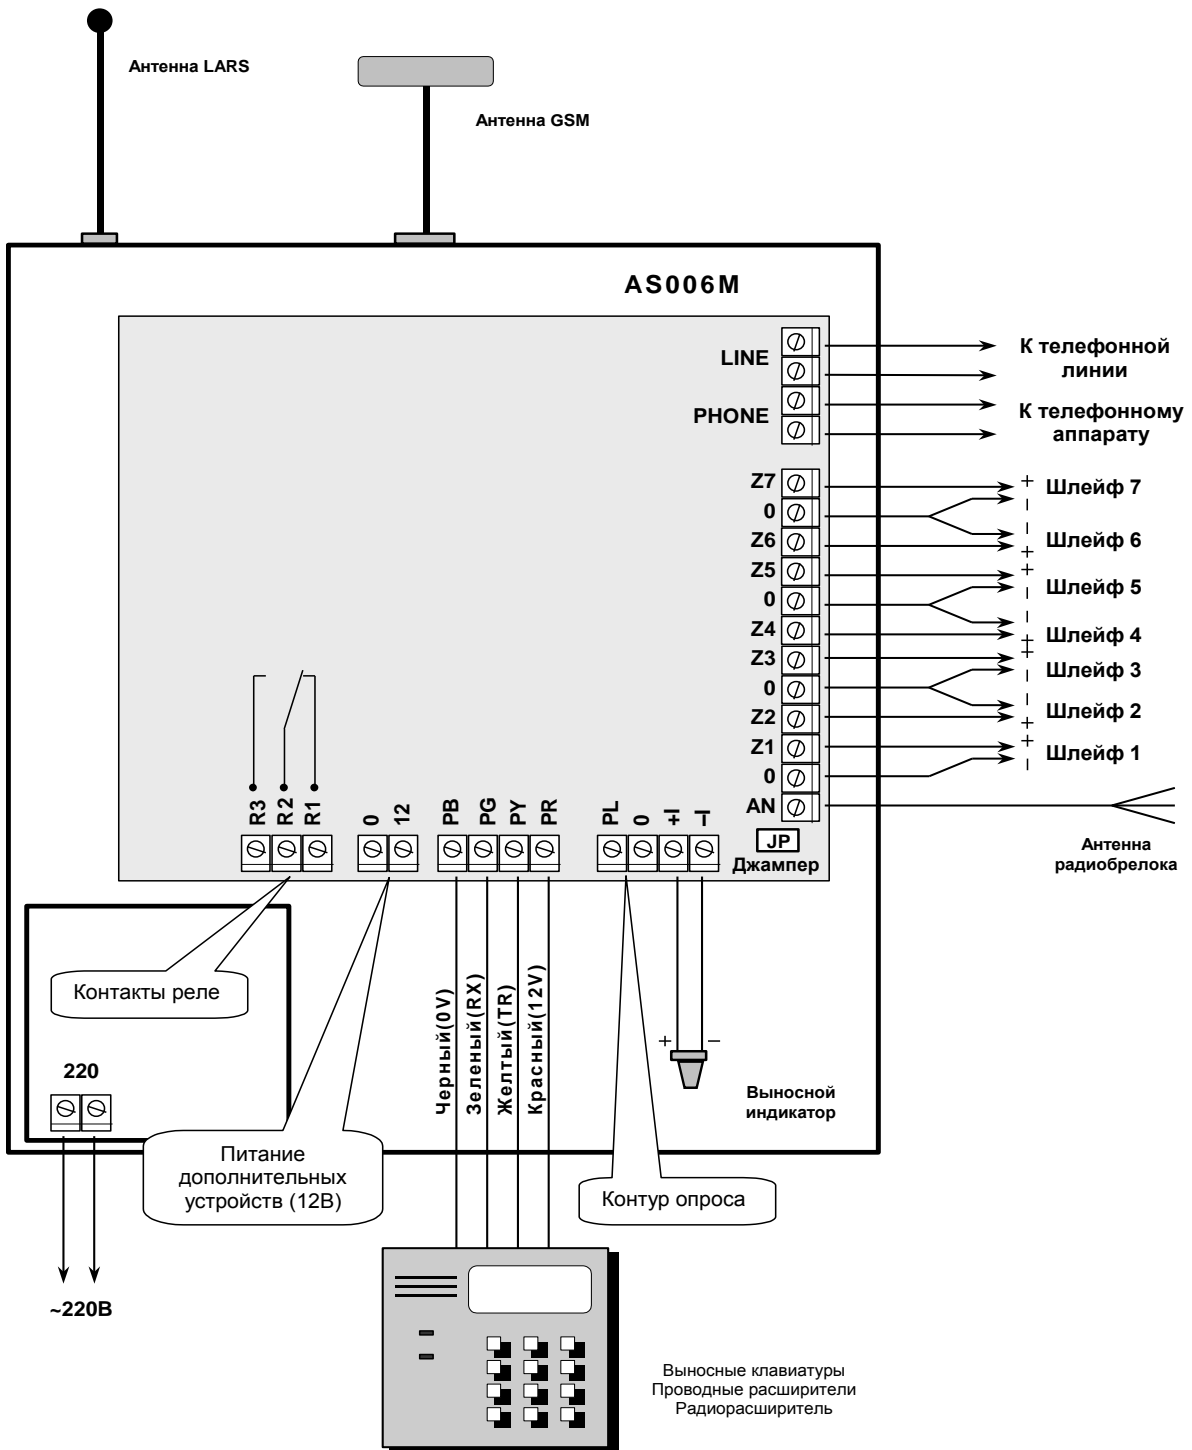 Антенна LARS
Антенна GSM
AS006M
LINE
К телефонной
линии
PHONE
К телефонному
аппарату
Z7
+
Шлейф 7
0
–
–
Z6
Шлейф 6
+
Z5
+
Шлейф 5
0
–
–
Z4
Шлейф 4
+
Z3
+
Шлейф 3
0
–
–
Z2
Шлейф 2
+
Z1
+
Шлейф 1
0
–
AN
Антенна
радиобрелока
JP
Джампер
R3
R2
R1
0
12
PB
PG
PY
PR
PL
0
+I
–I
Контакты реле
Черный(0V)
Зеленый(RX)
Желтый(TR)
Красный(12V)
+
–
Выносной
индикатор
220
Питание
дополнительных
устройств (12В)
Контур опроса
~220В
Выносные клавиатуры
Проводные расширители
Радиорасширитель